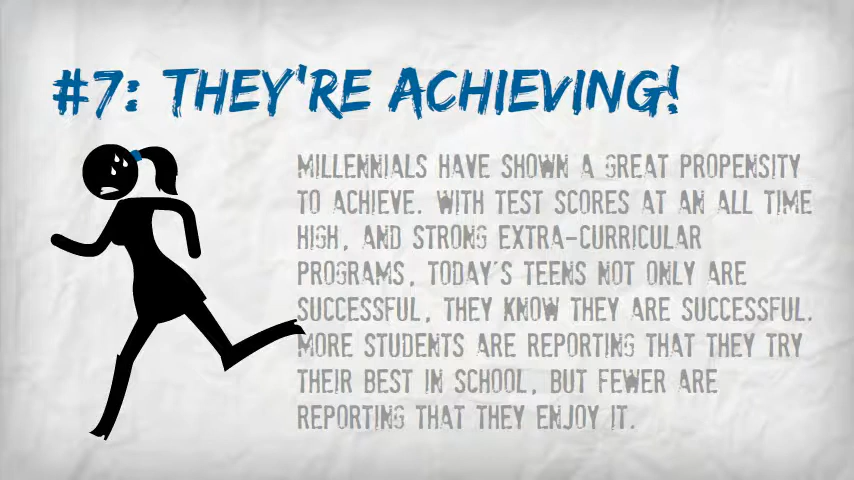 #7: THEY'RE ACHIEVING!
MILLENNIALS HAVE SHOWN A GREAT PROPENSITY
TO ACHIEVE. WITH TEST SCORES AT AN ALL TIME
HIGH, AND STRONG EXTRA-CURRICULAR
PROGRAMS, TODAY'S TEENS NOT ONLY ARE
SUCCESSFUL, THEY KNOW THEY ARE SUCCESSFUL.
MORE STUDENTS ARE REPORTING THAT THEY TRY
THEIR BEST IN SCHOOL, BUT FEWER ARE
REPORTING THAT THEY ENJOY IT.